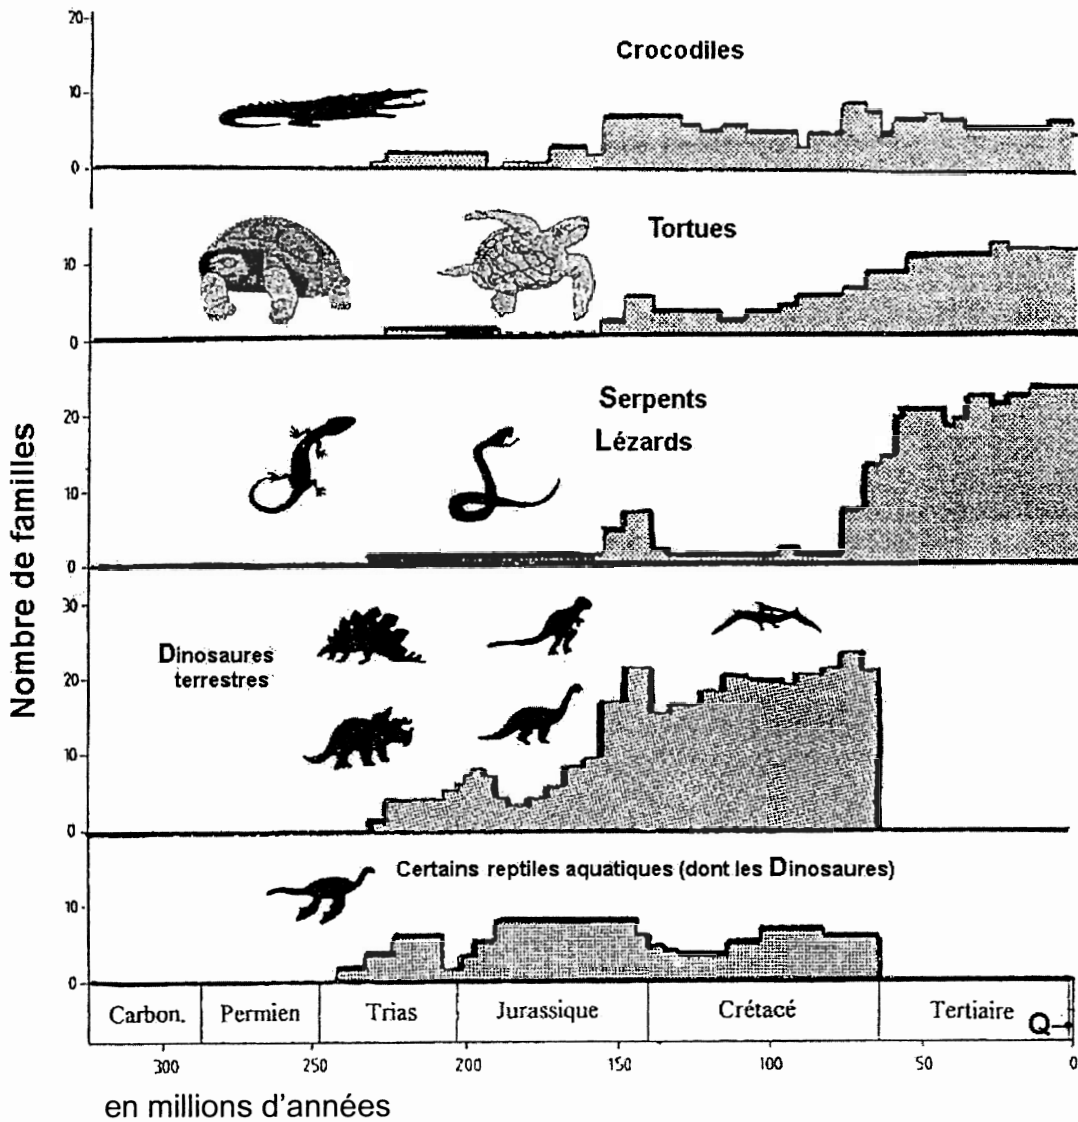 20
Crocodiles
10
0
Tortues
10
0
Serpents
Lézards
20
10
0
Nombre de familles
30
Dinosaures
terrestres
20
10
0
Certains reptiles aquatiques (dont les Dinosaures)
10
0
Carbon.
Permien
Trias
Jurassique
Crétacé
Tertiaire
Q
300
250
200
150
100
50
0
en millions d'années